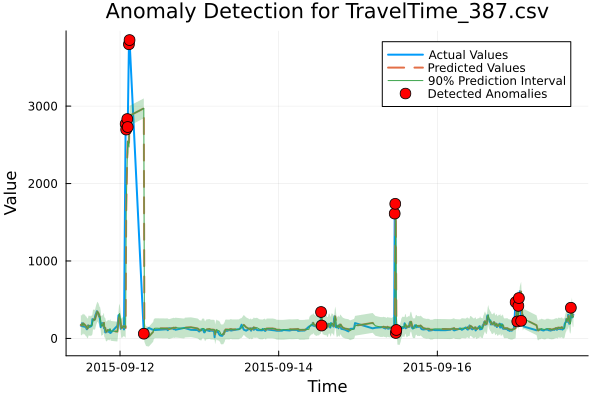 Anomaly Detection for TravelTime_387.csv
Actual Values
Predicted Values
90% Prediction Interval
Detected Anomalies
Value
3000
2000
1000
0
2015-09-12
2015-09-14
2015-09-16
Time